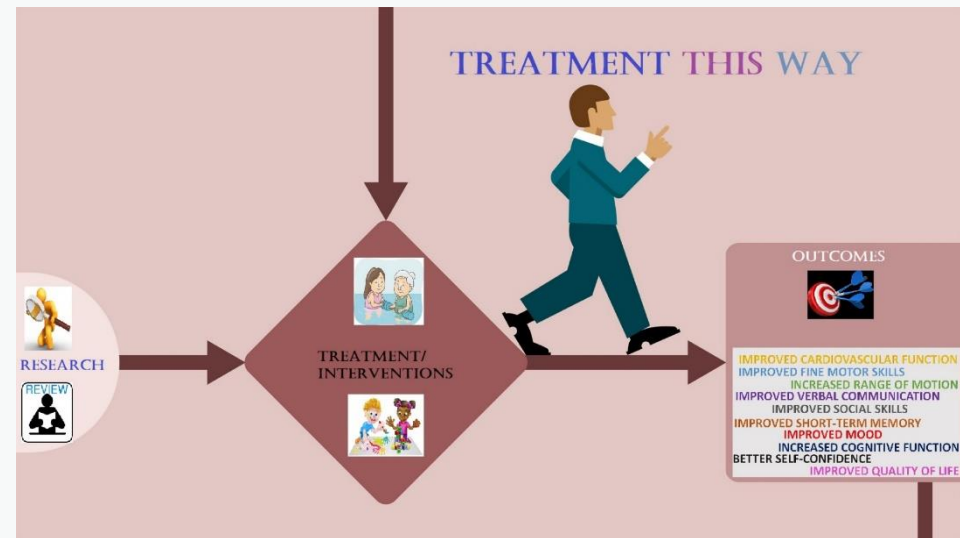 TREATMENT THIS WAY
RESEARCH
REVIEW
TREATMENT/
INTERVENTIONS
OUTCOMES
IMPROVED CARDIOVASCULAR FUNCTION
IMPROVED FINE MOTOR SKILLS
INCREASED RANGE OF MOTION
IMPROVED VERBAL COMMUNICATION
IMPROVED SOCIAL SKILLS
IMPROVED SHORT-TERM MEMORY
IMPROVED MOOD
INCREASED COGNITIVE FUNCTION
BETTER SELF-CONFIDENCE
IMPROVED QUALITY OF LIFE